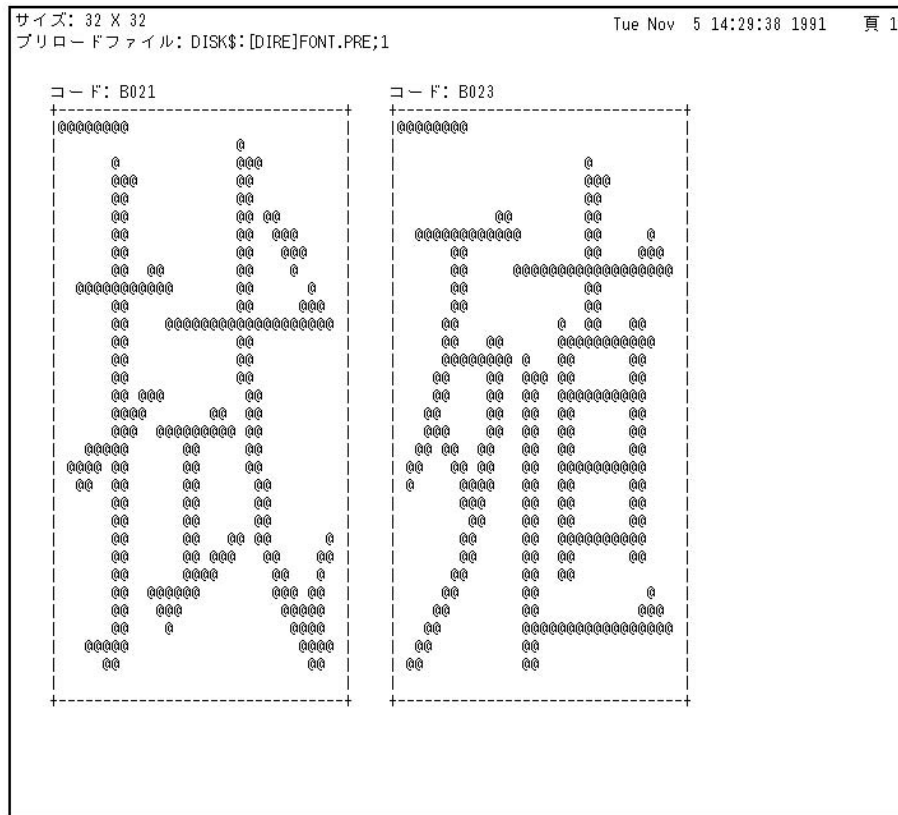 サイズ: 32 X 32 Tue Nov 5 14:29:38 1991 頁 1
プリロードファイル: DISK$:[DIRE]FONT.PRE;1
コード: B021 コード: B023